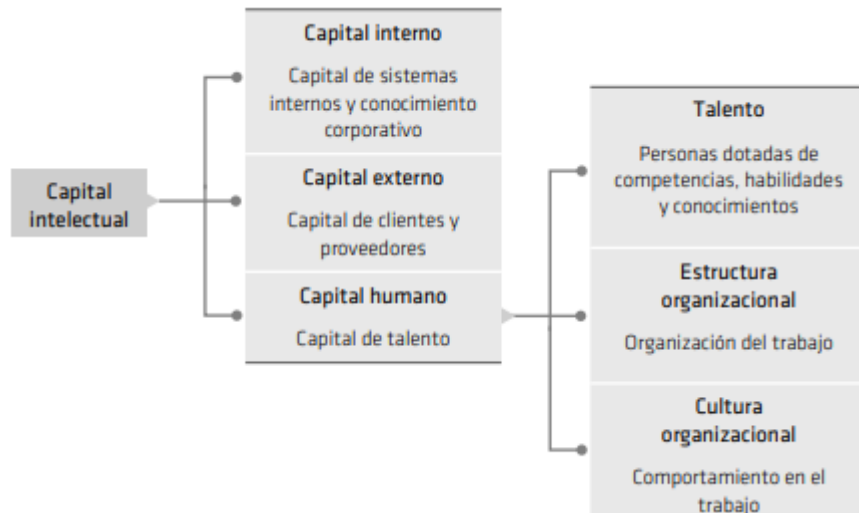 Capital
intelectual
Capital interno
Capital de sistemas
internos y conocimiento
corporativo
Capital externo
Capital de clientes y
proveedores
Capital humano
Capital de talento
Talento
Personas dotadas de
competencias, habilidades
y conocimientos
Estructura
organizacional
Organización del trabajo
Cultura
organizacional
Comportamiento en el
trabajo